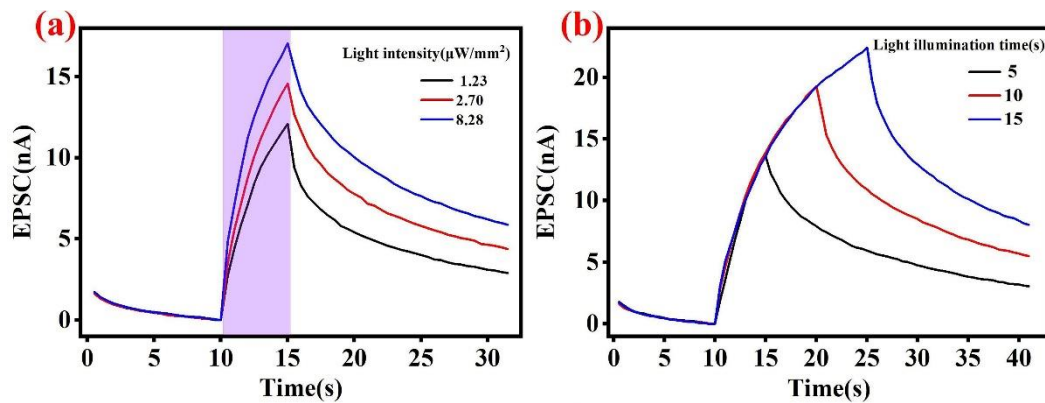 (a)
Light intensity(μW/mm²)
1.23
2.70
8.28
EPSC(nA)
15
10
5
0
0 5 10 15 20 25 30
Time(s)
(b)
Light illumination time(s)
5
10
15
EPSC(nA)
20
15
10
5
0
0 5 10 15 20 25 30 35 40
Time(s)